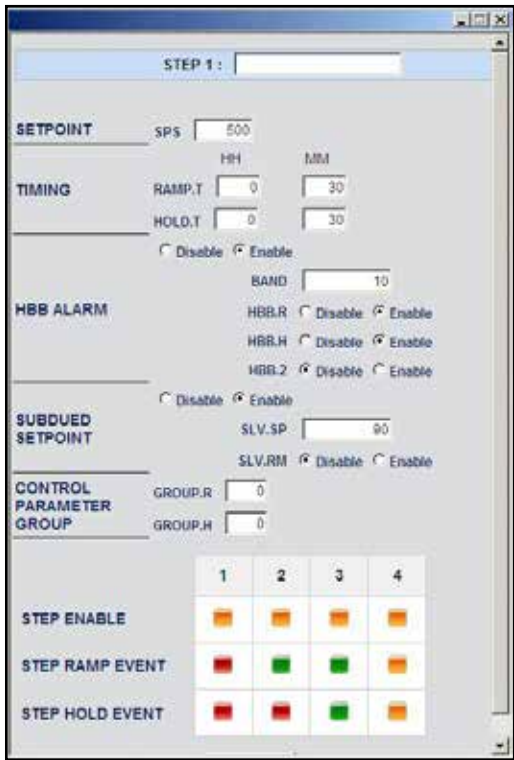 STEP 1 :
SETPOINT SPS 500
HH MM
TIMING RAMP.T 0 30
HOLD.T 0 30
Disable Enable
BAND 10
HBB ALARM HBB.R Disable Enable
HBB.H Disable Enable
HBB.2 Disable Enable
Disable Enable
SUBDUED
SETPOINT
SLV.SP 90
SLV.RM Disable Enable
CONTROL
PARAMETER
GROUP
GROUP.R 0
GROUP.H 0
1 2 3 4
STEP ENABLE
STEP RAMP EVENT
STEP HOLD EVENT